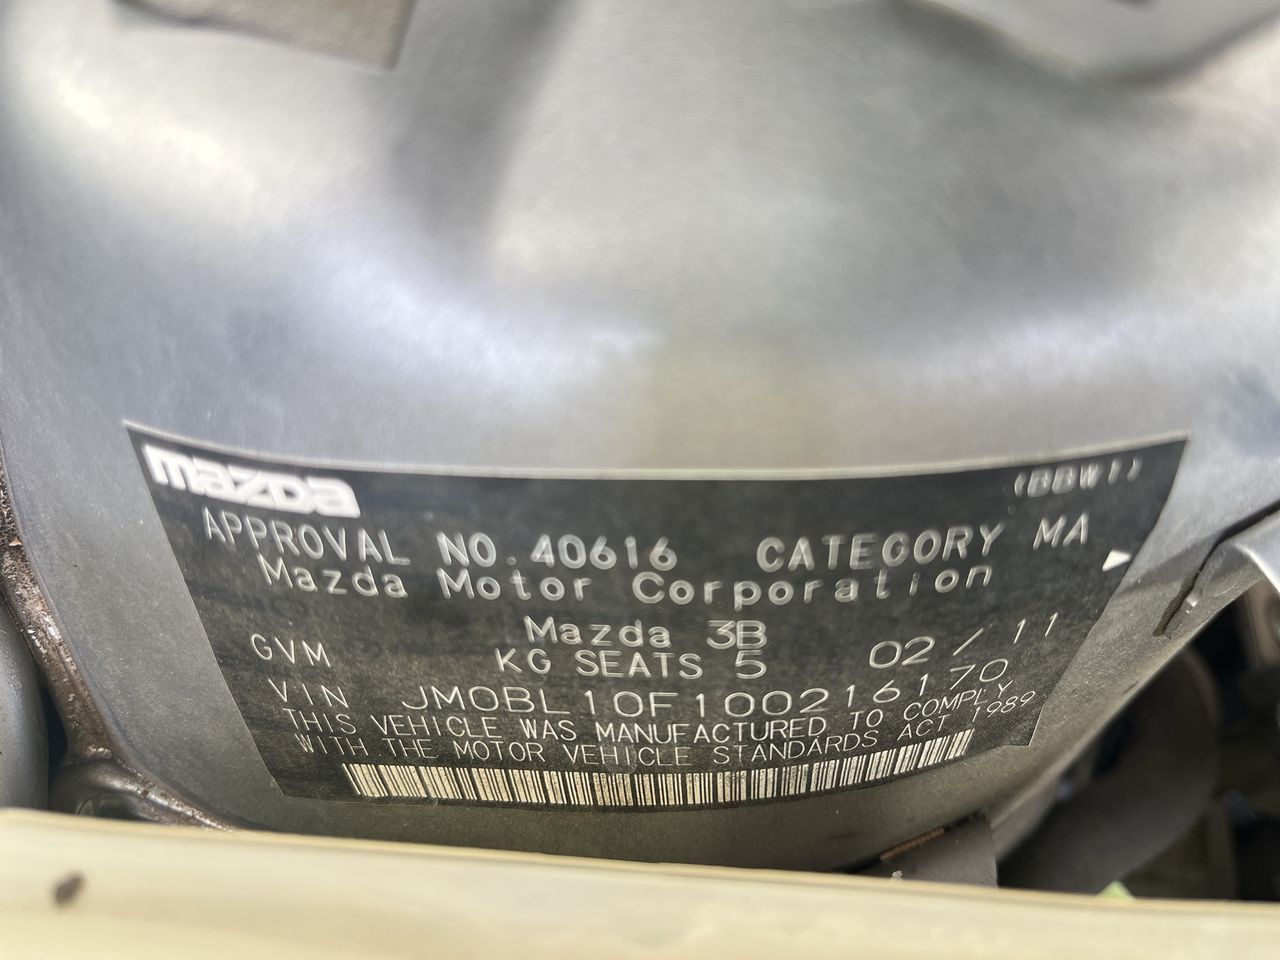 mazda (BBW1)
APPROVAL NO. 40616 CATEGORY MA
Mazda Motor Corporation
Mazda 3B
GVM KG SEATS 5 02/11
VIN JM0BL10F100216170
THIS VEHICLE WAS MANUFACTURED TO COMPLY
WITH THE MOTOR VEHICLE STANDARDS ACT 1989